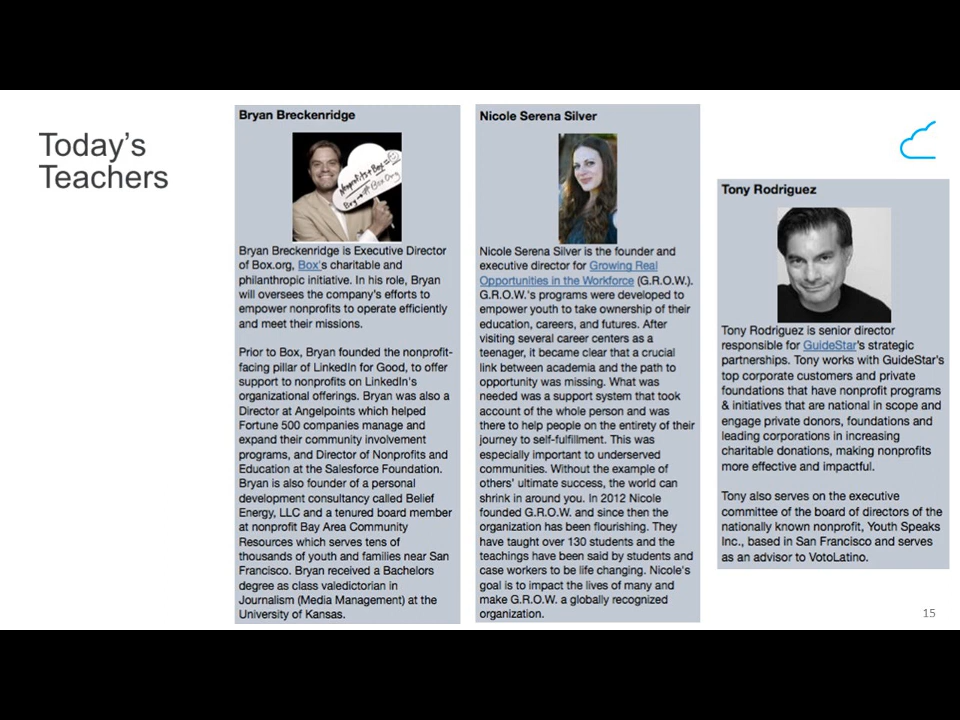 Today's
Teachers
Bryan Breckenridge
Nonprofits+Box=
Bryan Breckenridge is Executive Director
of Box.org, Box's charitable and
philanthropic initiative. In his role, Bryan
will oversees the company's efforts to
empower nonprofits to operate efficiently
and meet their missions.
Prior to Box, Bryan founded the nonprofit-
facing pillar of LinkedIn for Good, to offer
support to nonprofits on LinkedIn's
organizational offerings. Bryan was also a
Director at Angelpoints which helped
Fortune 500 companies manage and
expand their community involvement
programs, and Director of Nonprofits and
Education at the Salesforce Foundation.
Bryan is also founder of a personal
development consultancy called Belief
Energy, LLC and a tenured board member
at nonprofit Bay Area Community
Resources which serves tens of
thousands of youth and families near San
Francisco. Bryan received a Bachelors
degree as class valedictorian in
Journalism (Media Management) at the
University of Kansas.
Nicole Serena Silver
Nicole Serena Silver is the founder and
executive director for Growing Real
Opportunities in the Workforce (G.R.O.W.).
G.R.O.W.'s programs were developed to
empower youth to take ownership of their
education, careers, and futures. After
visiting several career centers as a
teenager, it became clear that a crucial
link between academia and the path to
opportunity was missing. What was
needed was a support system that took
account of the whole person and was
there to help people on the entirety of their
journey to self-fulfillment. This was
especially important to underserved
communities. Without the example of
others' ultimate success, the world can
shrink in around you. In 2012 Nicole
founded G.R.O.W. and since then the
organization has been flourishing. They
have taught over 130 students and the
teachings have been said by students and
case workers to be life changing. Nicole's
goal is to impact the lives of many and
make G.R.O.W. a globally recognized
organization.
Tony Rodriguez
Tony Rodriguez is senior director
responsible for GuideStar's strategic
partnerships. Tony works with GuideStar's
top corporate customers and private
foundations that have nonprofit programs
& initiatives that are national in scope and
engage private donors, foundations and
leading corporations in increasing
charitable donations, making nonprofits
more effective and impactful.
Tony also serves on the executive
committee of the board of directors of the
nationally known nonprofit, Youth Speaks
Inc., based in San Francisco and serves
as an advisor to VotoLatino.
15